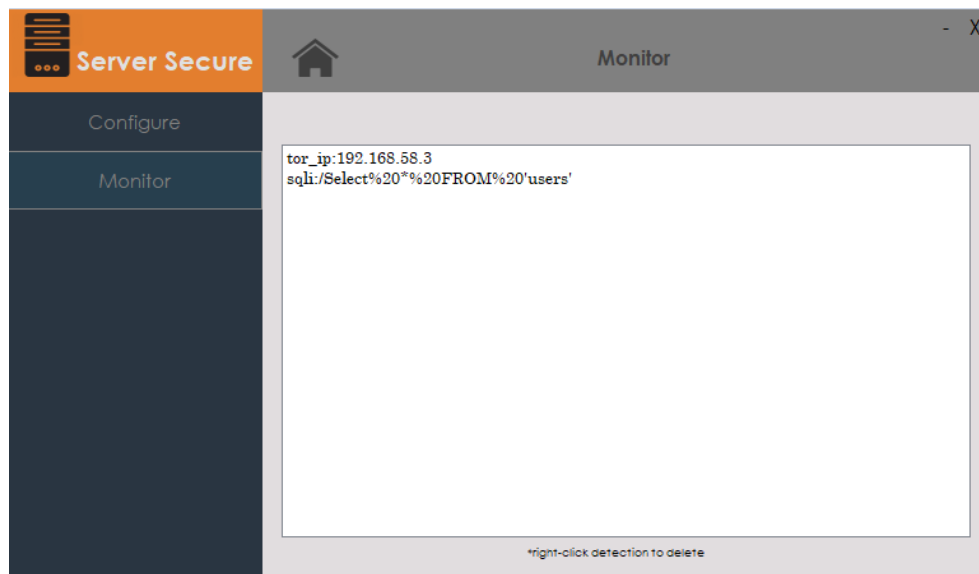 Server Secure
Monitor
- X
Configure
Monitor
tor_ip:192.168.58.3
sqli:/Select%20*%20FROM%20'users'
*right-click detection to delete